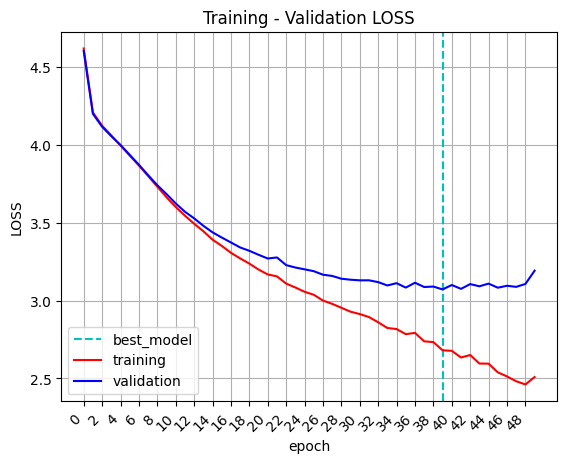 Training - Validation LOSS
LOSS
4.5
4.0
3.5
3.0
2.5
best_model
training
validation
0 2 4 6 8 10 12 14 16 18 20 22 24 26 28 30 32 34 36 38 40 42 44 46 48
epoch